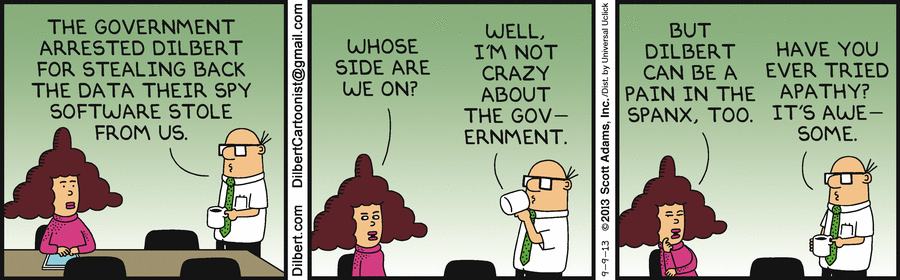 THE GOVERNMENT
ARRESTED DILBERT
FOR STEALING BACK
THE DATA THEIR SPY
SOFTWARE STOLE
FROM US.
Dilbert.com DilbertCartoonist@gmail.com
WHOSE
SIDE ARE
WE ON?
WELL,
I'M NOT
CRAZY
ABOUT
THE GOV-
ERNMENT.
9-9-13 ©2013 Scott Adams, Inc. /Dist. by Universal Uclick
BUT
DILBERT
CAN BE A
PAIN IN THE
SPANX, TOO.
HAVE YOU
EVER TRIED
APATHY?
IT'S AWE-
SOME.